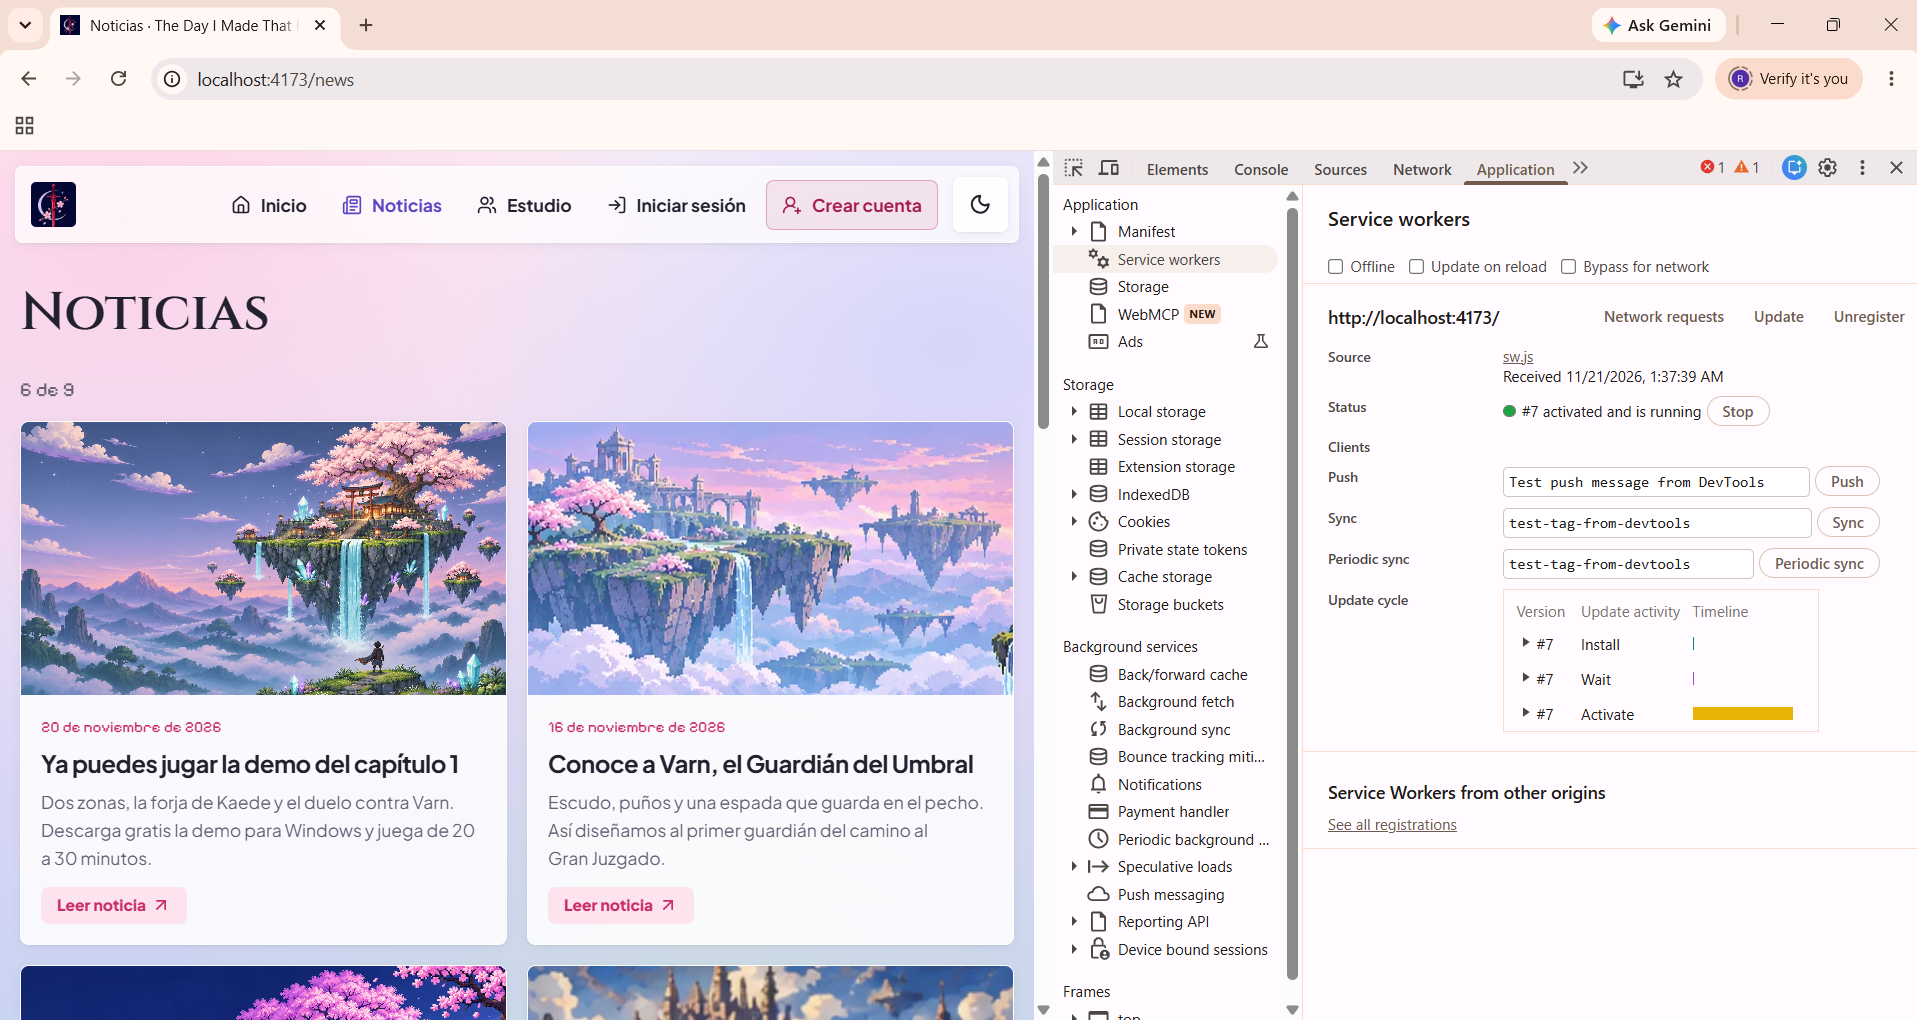 Noticias · The Day I Made That
Ask Gemini
localhost:4173/news
R
Verify it's you
Inicio
Noticias
Estudio
Iniciar sesión
Crear cuenta
Noticias
6 de 9
20 de noviembre de 2026
Ya puedes jugar la demo del capítulo 1
Dos zonas, la forja de Kaede y el duelo contra Varn.
Descarga gratis la demo para Windows y juega de 20
a 30 minutos.
Leer noticia
16 de noviembre de 2026
Conoce a Varn, el Guardián del Umbral
Escudo, puños y una espada que guarda en el pecho.
Así diseñamos al primer guardián del camino al
Gran Juzgado.
Leer noticia
Elements
Console
Sources
Network
Application
1
1
Application
Manifest
Service workers
Storage
WebMCP NEW
Ads
Storage
Local storage
Session storage
Extension storage
IndexedDB
Cookies
Private state tokens
Cache storage
Storage buckets
Background services
Back/forward cache
Background fetch
Background sync
Bounce tracking miti...
Notifications
Payment handler
Periodic background ...
Speculative loads
Push messaging
Reporting API
Device bound sessions
Frames
top
Service workers
Offline Update on reload Bypass for network
http://localhost:4173/ Network requests Update Unregister
Source sw.js
Received 11/21/2026, 1:37:39 AM
Status #7 activated and is running Stop
Clients
Push Test push message from DevTools Push
Sync test-tag-from-devtools Sync
Periodic sync test-tag-from-devtools Periodic sync
Update cycle Version Update activity Timeline
#7 Install
#7 Wait
#7 Activate
Service Workers from other origins
See all registrations